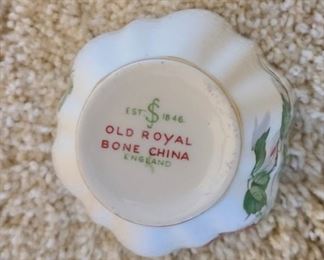 EST S 1846
OLD ROYAL
BONE CHINA
ENGLAND